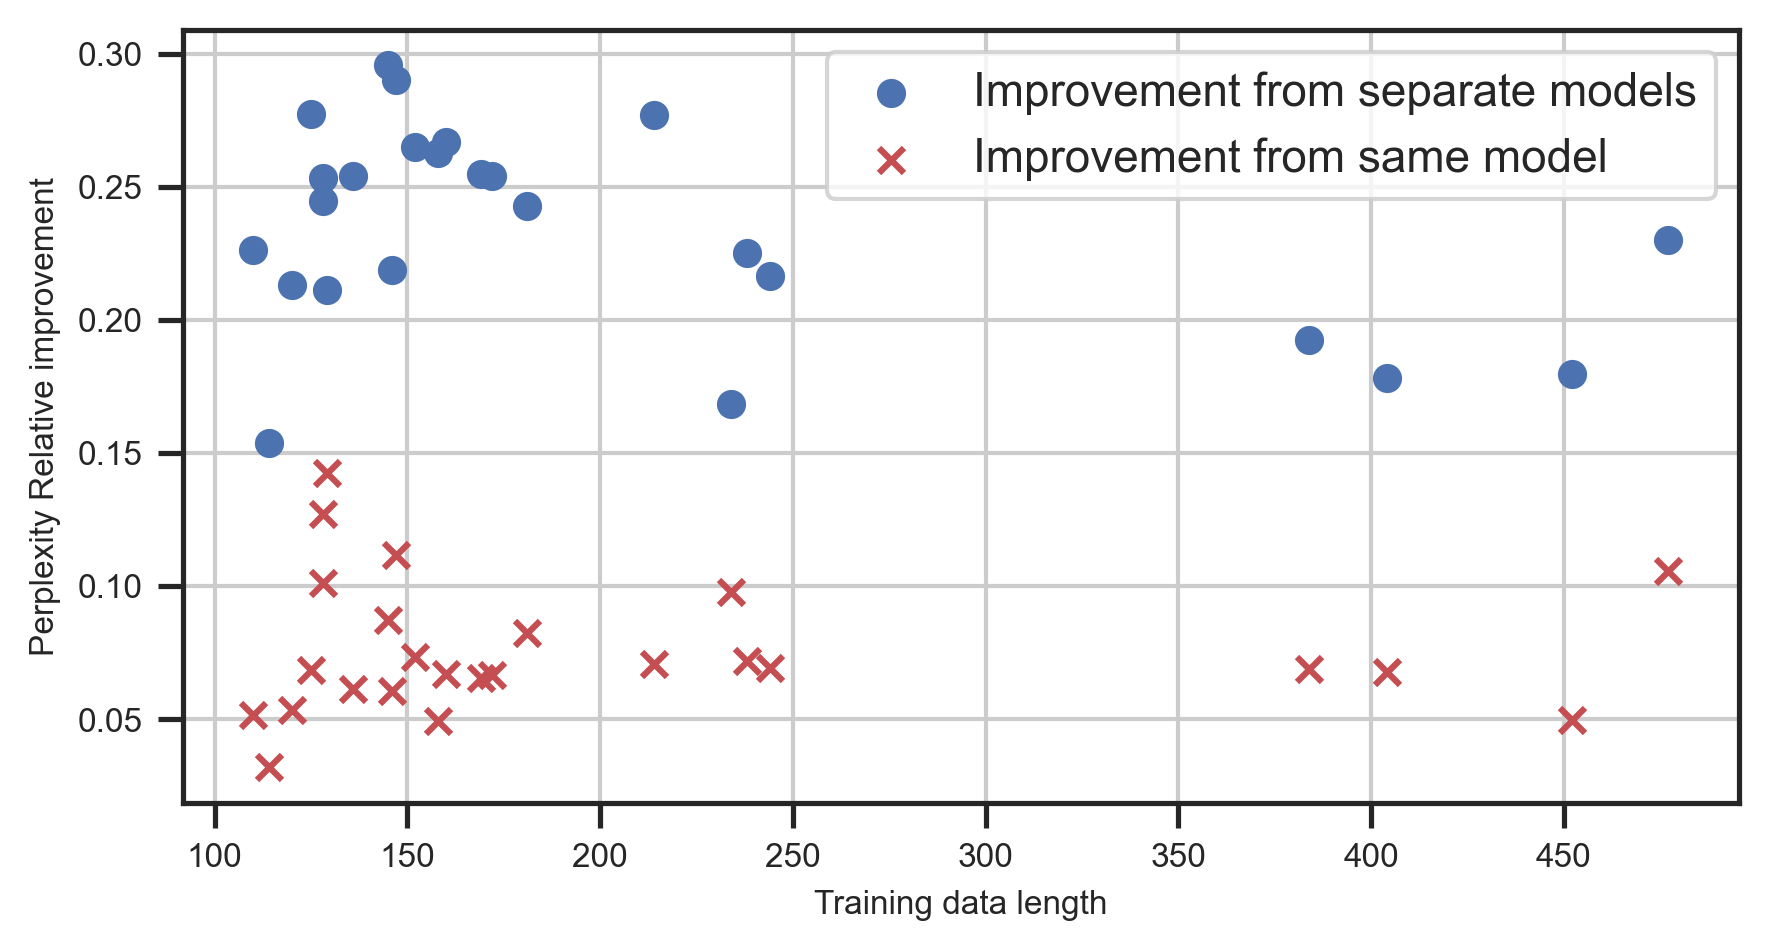 0.30
0.25
0.20
0.15
0.10
0.05
Perplexity Relative improvement
Improvement from separate models
Improvement from same model
100 150 200 250 300 350 400 450
Training data length